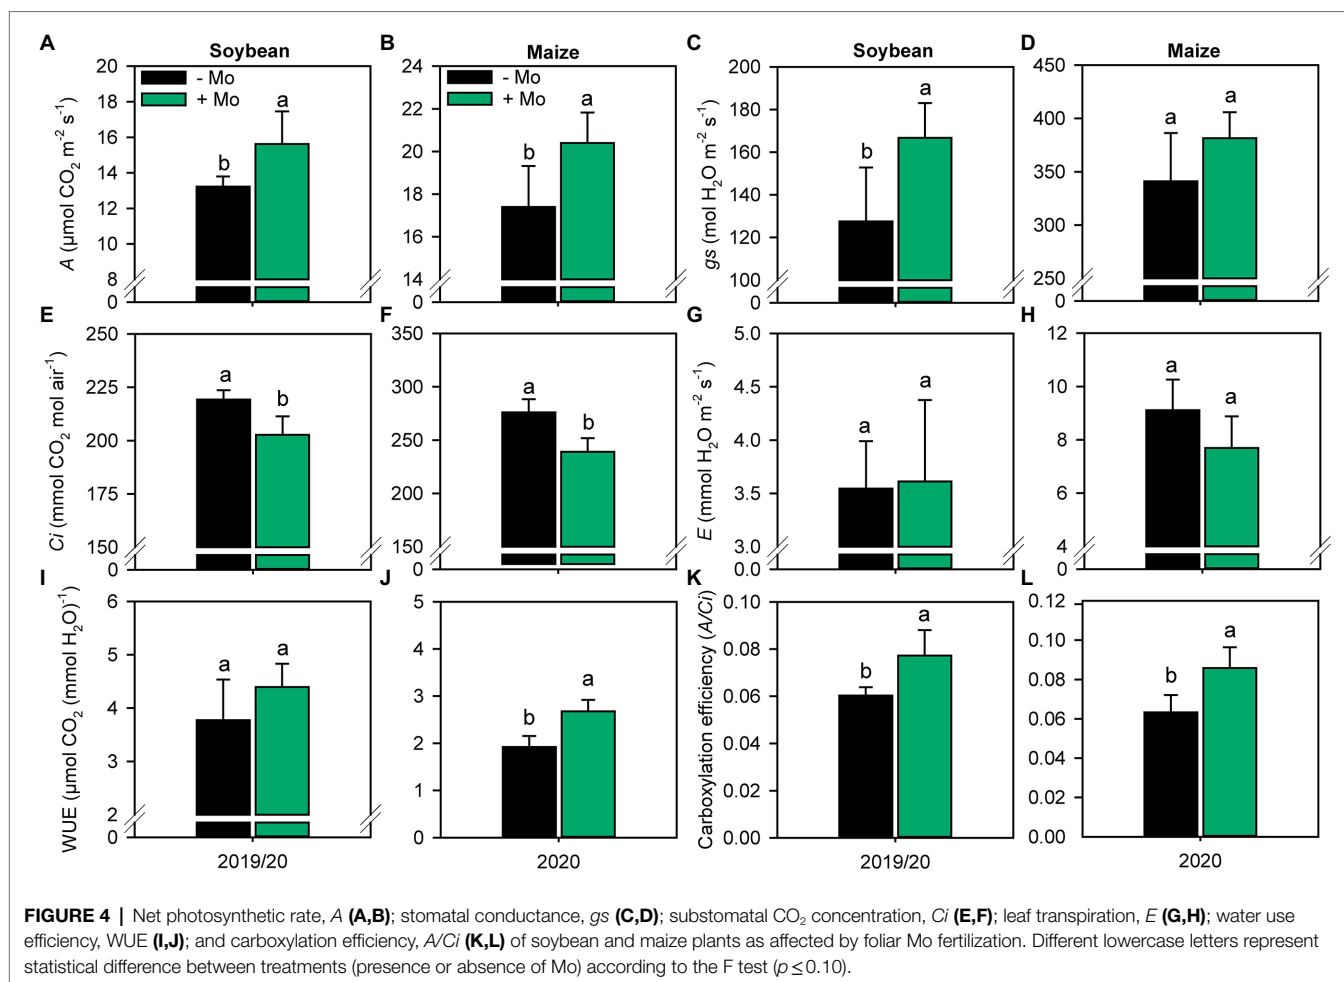 A Soybean B Maize C Soybean D Maize
20 18 16 14 12 10 8 0
A (µmol CO₂ m⁻² s⁻¹)
- Mo
+ Mo
b a
24 22 20 18 16 14 0
- Mo
+ Mo
b a
200 180 160 140 120 100 0
gs (mol H₂O m⁻² s⁻¹)
b a
450 400 350 300 250 0
a a
E F G H
250 225 200 175 150 0
Ci (mmol CO₂ mol air⁻¹)
a b
350 300 250 200 150 0
a b
5.0 4.5 4.0 3.5 3.0 0.0
E (mmol H₂O m⁻² s⁻¹)
a a
12 10 8 6 4 0
a a
I J K L
6 5 4 3 2 0
WUE (µmol CO₂ (mmol H₂O)⁻¹)
a a
2019/20
5 4 3 2 1 0
b a
2020
0.10 0.08 0.06 0.04 0.02 0.00
Carboxylation efficiency (A/Ci)
b a
2019/20
0.12 0.10 0.08 0.06 0.04 0.02 0.00
b a
2020
FIGURE 4 | Net photosynthetic rate, A (A,B); stomatal conductance, gs (C,D); substomatal CO₂ concentration, Ci (E,F); leaf transpiration, E (G,H); water use
efficiency, WUE (I,J); and carboxylation efficiency, A/Ci (K,L) of soybean and maize plants as affected by foliar Mo fertilization. Different lowercase letters represent
statistical difference between treatments (presence or absence of Mo) according to the F test (p ≤ 0.10).